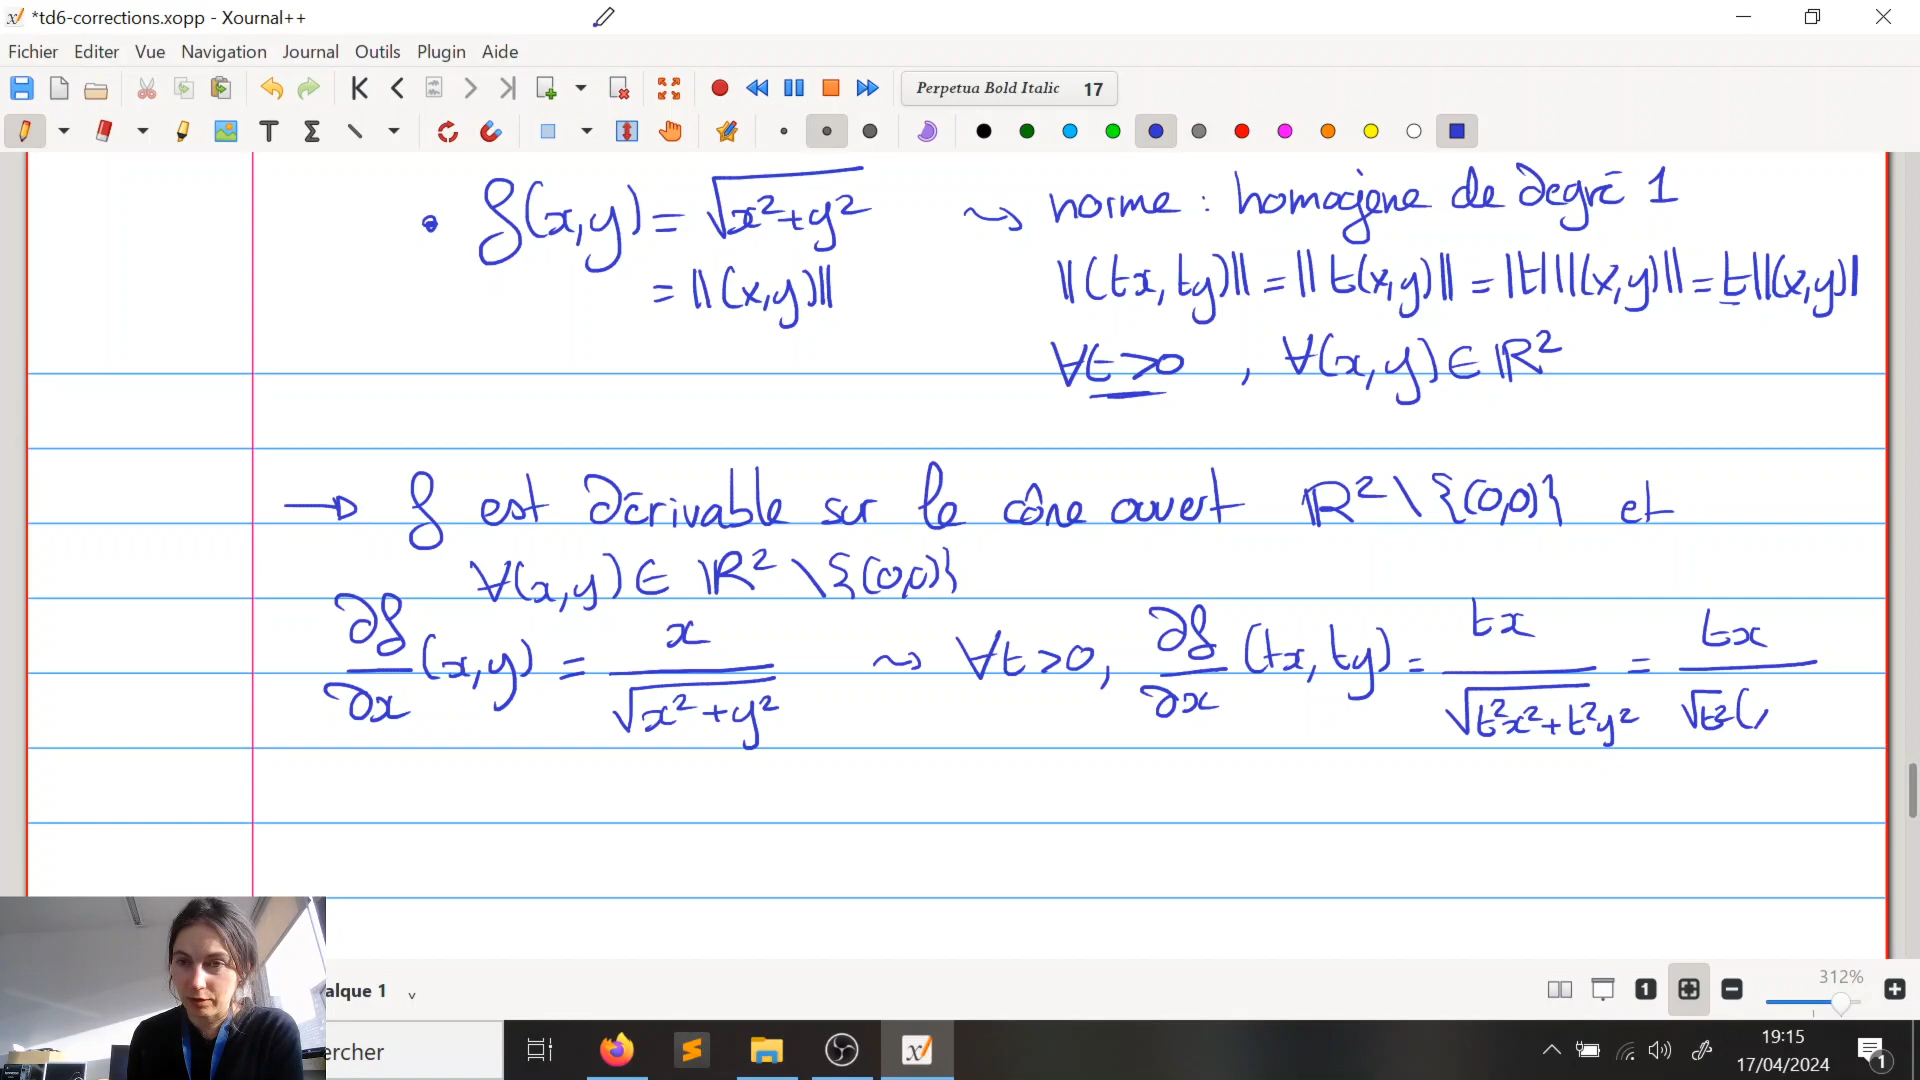 *td6-corrections.xopp - Xournal++
Fichier Editer Vue Navigation Journal Outils Plugin Aide
Perpetua Bold Italic 17
• f(x,y) = √(x²+y²) ⇝ norme : homogène de degré 1
= ||(x,y)|| ||(tx,ty)|| = ||t(x,y)|| = |t| ||(x,y)|| = t||(x,y)|
∀t>0 , ∀(x,y) ∈ ℝ²
→ f est dérivable sur le cône ouvert ℝ² \ {(0,0)} et
∀(x,y) ∈ ℝ² \ {(0,0)}
∂f/∂x (x,y) = x/√(x²+y²) ⇝ ∀t>0, ∂f/∂x (tx,ty) = tx/√(t²x²+t²y²) = tx/√t²(
alque 1
312%
ercher
19:15
17/04/2024
1